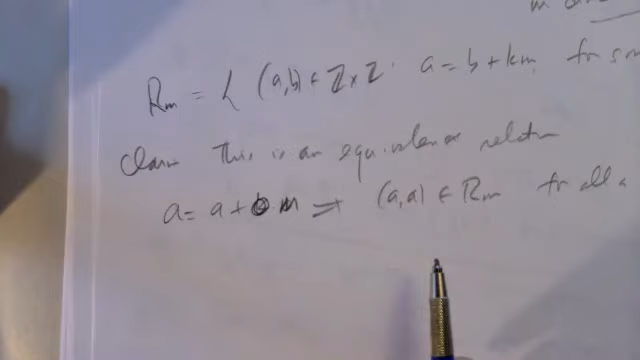 m
Rm = { (a,b) ∈ Z×Z : a = b + km, for
Claim This is an equivalence relation
a = a + 0·m ⇒ (a,a) ∈ Rm for all a